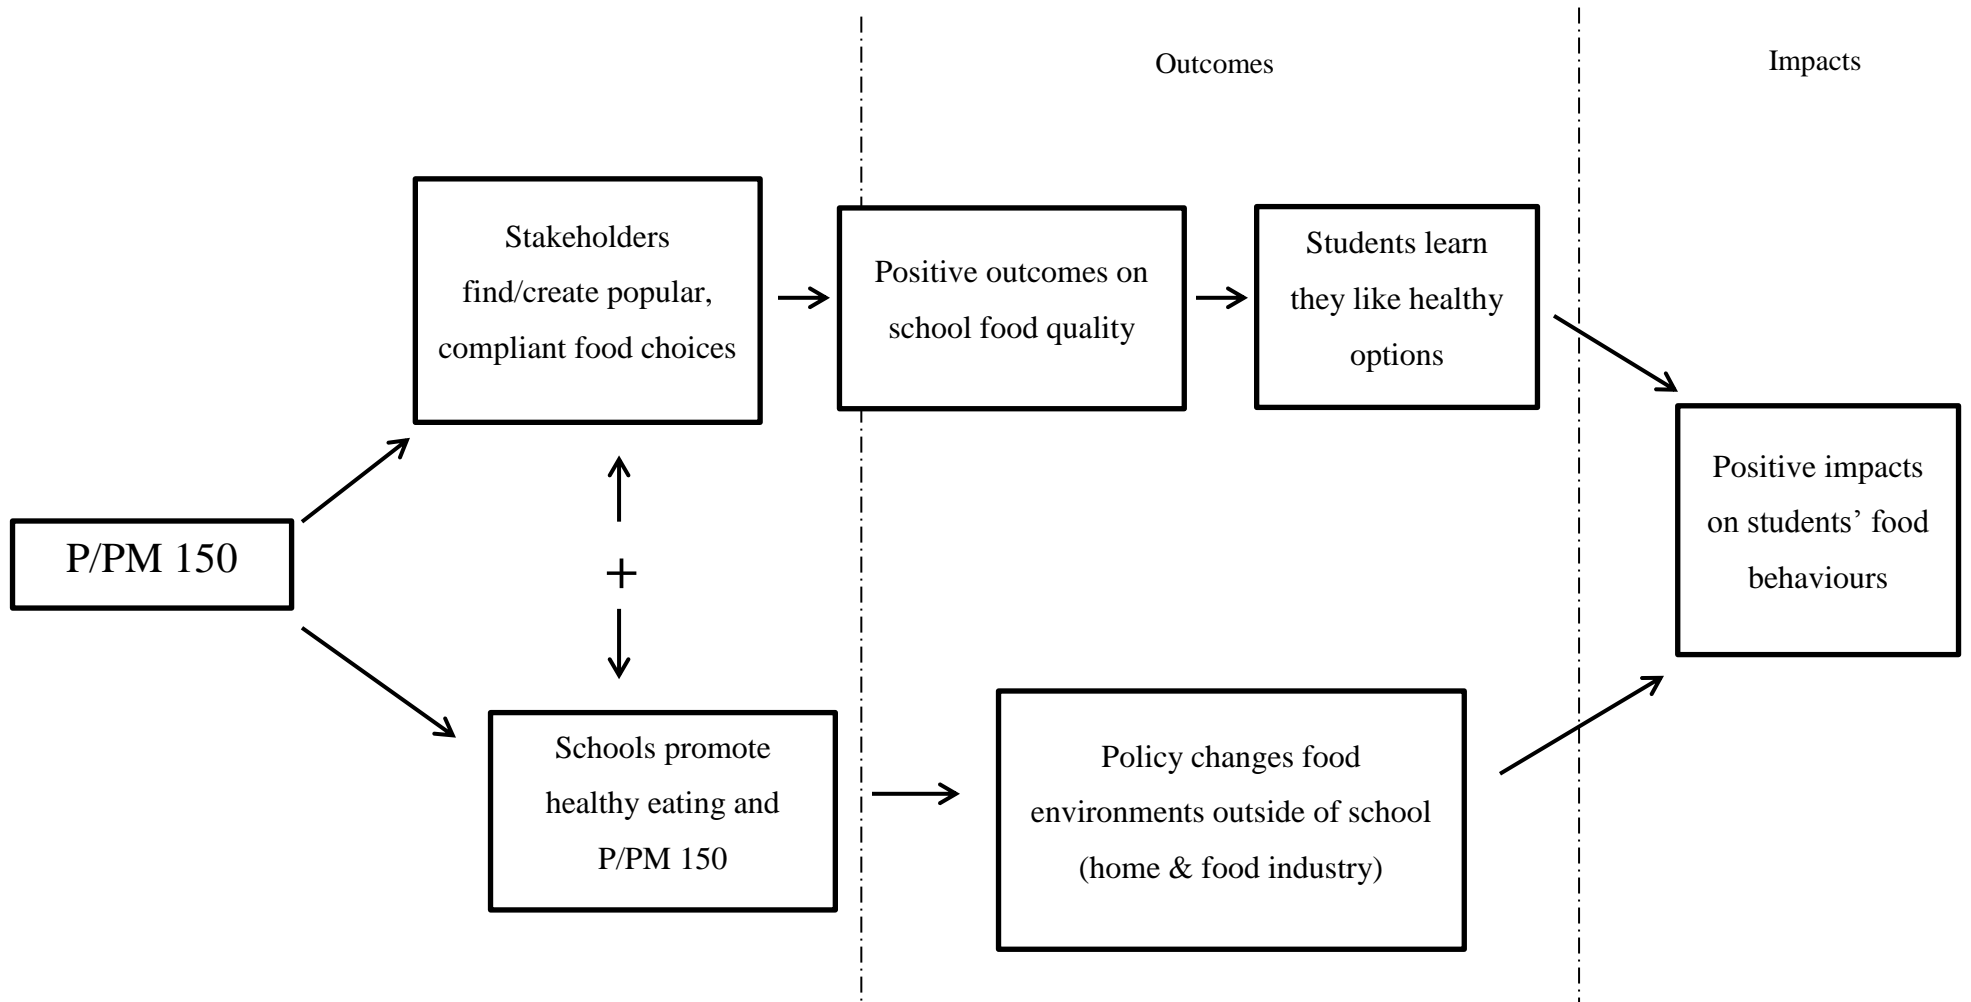 Outcomes
Impacts
Stakeholders
find/create popular,
compliant food choices
Positive outcomes on
school food quality
Students learn
they like healthy
options
Positive impacts
on students’ food
behaviours
P/PM 150
+
Schools promote
healthy eating and
P/PM 150
Policy changes food
environments outside of school
(home & food industry)